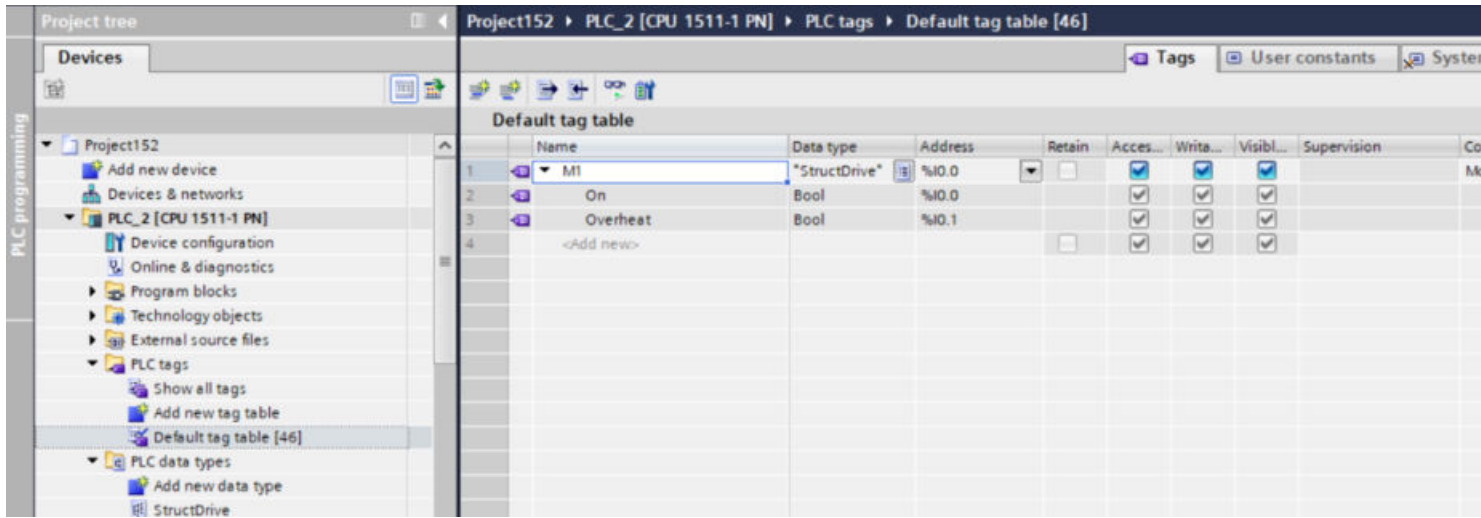 Project tree
Project152 ▸ PLC_2 [CPU 1511-1 PN] ▸ PLC tags ▸ Default tag table [46]
Devices
Tags
User constants
PLC programming
Default tag table
Project152
Add new device
Devices & networks
PLC_2 [CPU 1511-1 PN]
Device configuration
Online & diagnostics
Program blocks
Technology objects
External source files
PLC tags
Show all tags
Add new tag table
Default tag table [46]
PLC data types
Add new data type
StructDrive
Name Data type Address Retain Acces... Writa... Visibl... Supervision Co
1 M1 "StructDrive" %I0.0
2 On Bool %I0.0
3 Overheat Bool %I0.1
4 <Add new>